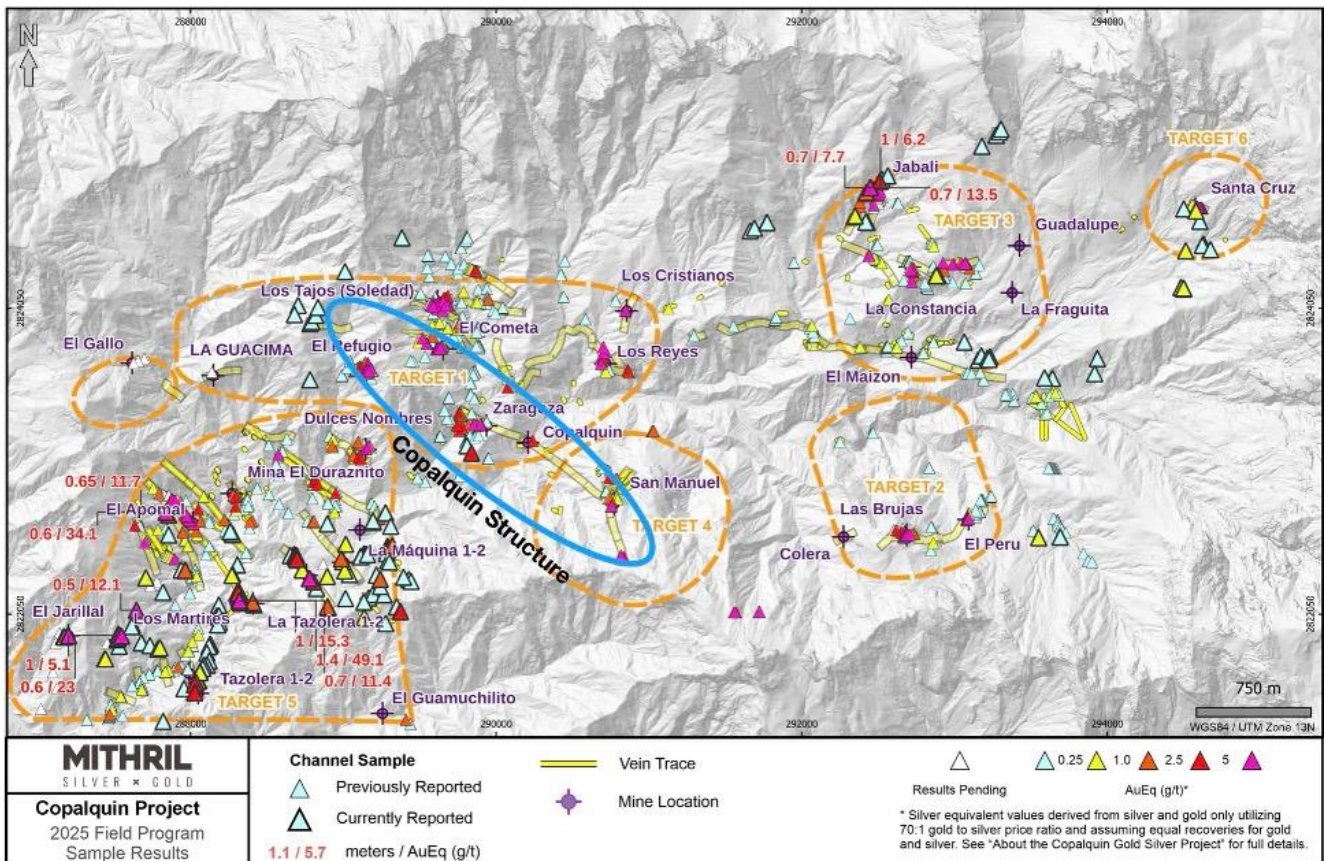 N
288000
290000
292000
294000
1 / 6.2
TARGET 6
0.7 / 7.7
Jabali
Santa Cruz
0.7 / 13.5
TARGET 3
Guadalupe
Los Cristianos
Los Tajos (Soledad)
2824050
2824050
La Constancia
La Fraguita
El Cometa
El Gallo
LA GUACIMA
El Refugio
Los Reyes
TARGET 1
El Maizon
Zaragoza
Dulces Nombres
Copalquin
Copalquin Structure
Mina El Duraznito
0.65 / 11.7
San Manuel
TARGET 2
El Apomal
Las Brujas
0.6 / 34.1
TARGET 4
El Peru
La Máquina 1-2
Colera
0.5 / 12.1
El Jarillal
Los Martires
La Tazolera 1-2
2822050
2822050
1 / 15.3
1 / 5.1
1.4 / 49.1
0.6 / 23
Tazolera 1-2
0.7 / 11.4
TARGET 5
El Guamuchilito
750 m
288000
290000
292000
294000
WGS84 / UTM Zone 13N
MITHRIL
SILVER × GOLD
Copalquin Project
2025 Field Program
Sample Results
Channel Sample
Previously Reported
Currently Reported
1.1 / 5.7 meters / AuEq (g/t)
Vein Trace
Mine Location
0.25 1.0 2.5 5
Results Pending AuEq (g/t)*
* Silver equivalent values derived from silver and gold only utilizing
70:1 gold to silver price ratio and assuming equal recoveries for gold
and silver. See "About the Copalquin Gold Silver Project" for full details.